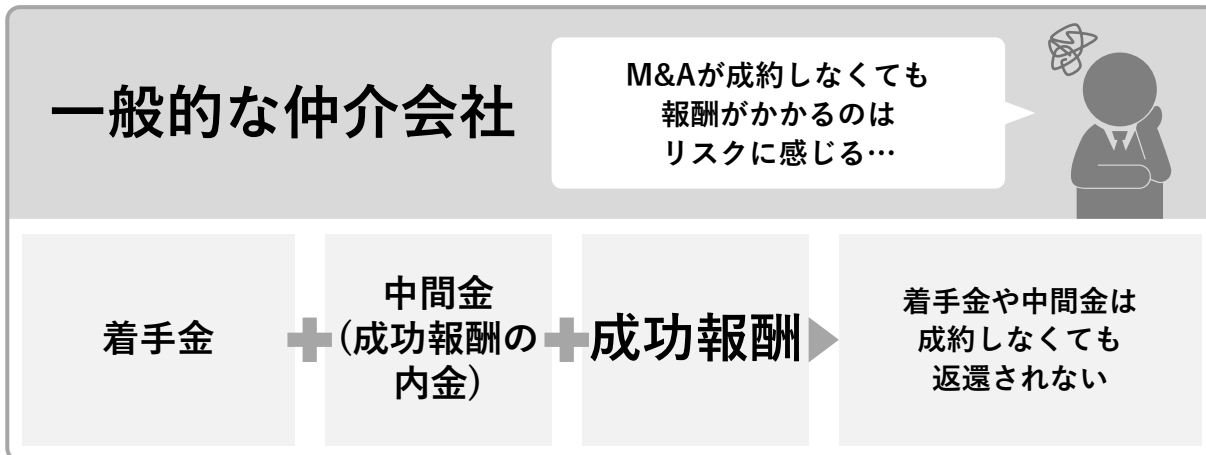 一般的な仲介会社
M&Aが成約しなくても
報酬がかかるのは
リスクに感じる…
着手金
中間金
(成功報酬の
内金)
成功報酬
着手金や中間金は
成約しなくても
返還されない